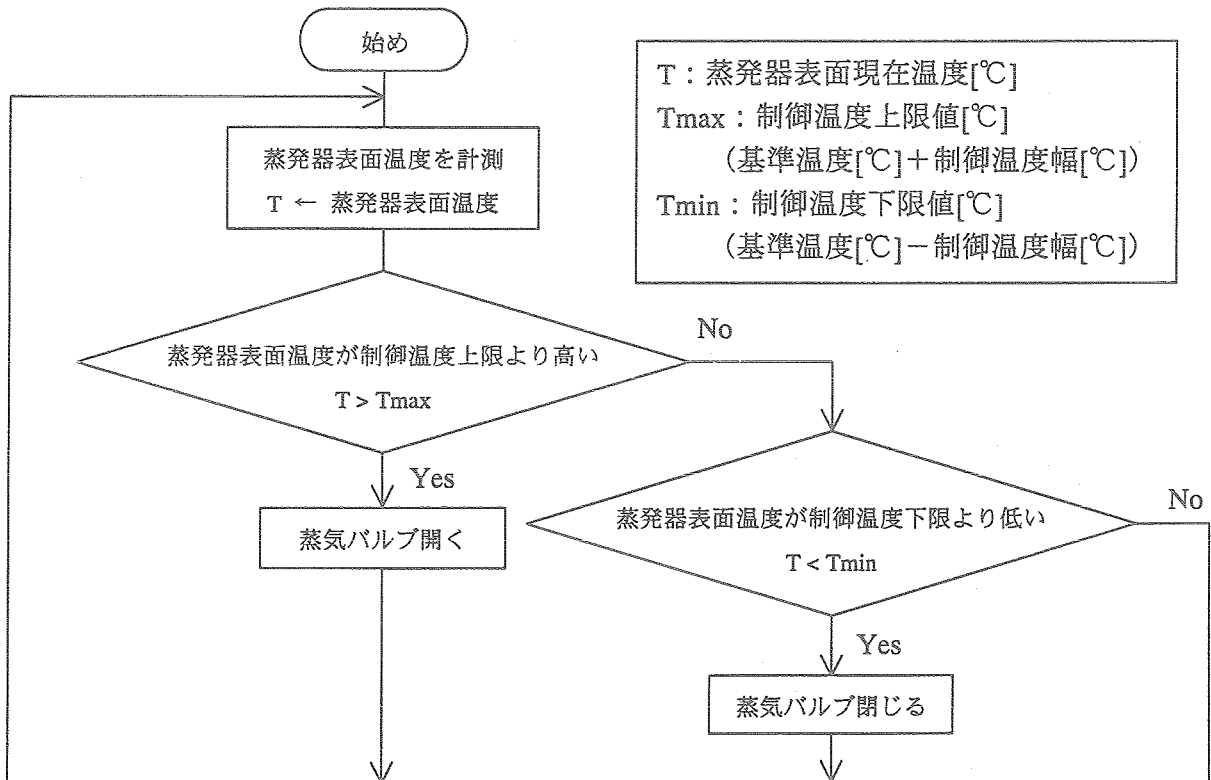 始め
T：蒸発器表面現在温度[℃]
Tmax：制御温度上限値[℃]
（基準温度[℃]＋制御温度幅[℃]）
Tmin：制御温度下限値[℃]
（基準温度[℃]－制御温度幅[℃]）
蒸発器表面温度を計測
T ← 蒸発器表面温度
蒸発器表面温度が制御温度上限より高い
T > Tmax
No
Yes
蒸気バルブ開く
蒸発器表面温度が制御温度下限より低い
T < Tmin
No
Yes
蒸気バルブ閉じる